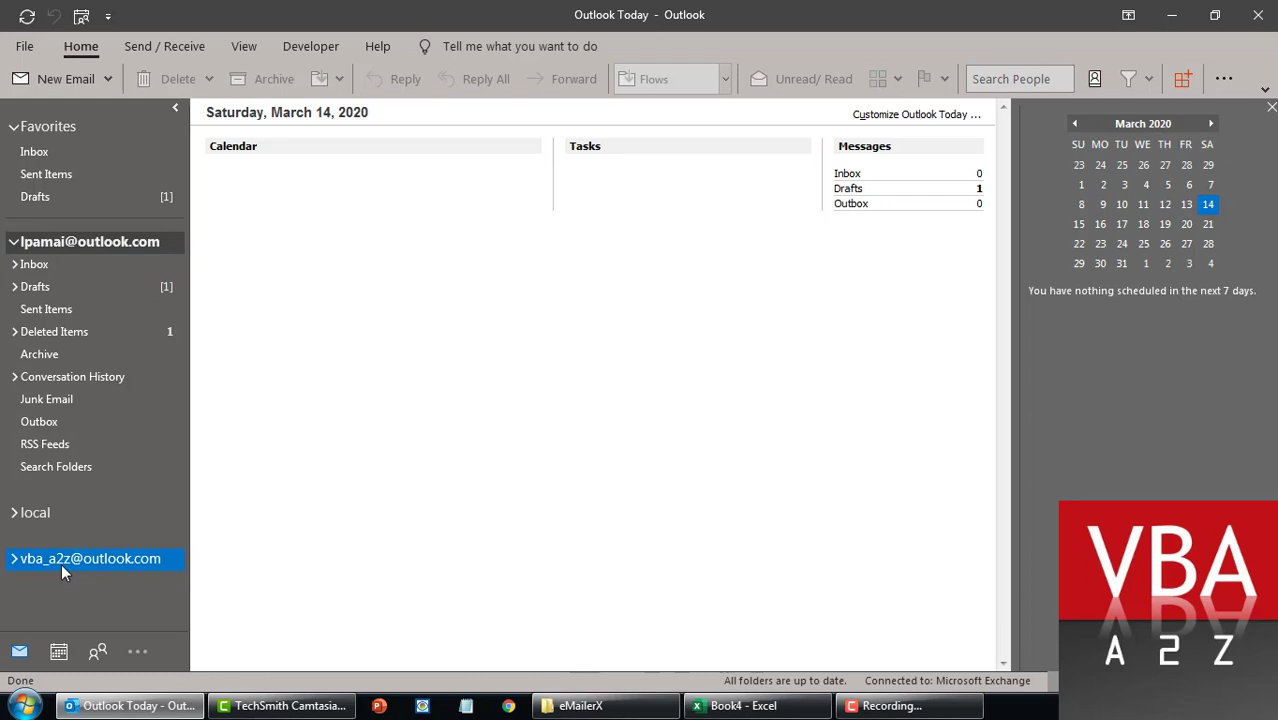 Outlook Today - Outlook
File Home Send / Receive View Developer Help Tell me what you want to do
New Email Delete Archive Reply Reply All Forward Flows Unread/ Read Search People ...
Favorites
Inbox
Sent Items
Drafts [1]
lpamai@outlook.com
Inbox
Drafts [1]
Sent Items
Deleted Items 1
Archive
Conversation History
Junk Email
Outbox
RSS Feeds
Search Folders
local
vba_a2z@outlook.com
Saturday, March 14, 2020
Customize Outlook Today ...
Calendar Tasks Messages
Inbox 0
Drafts 1
Outbox 0
March 2020
SU MO TU WE TH FR SA
23 24 25 26 27 28 29
1 2 3 4 5 6 7
8 9 10 11 12 13 14
15 16 17 18 19 20 21
22 23 24 25 26 27 28
29 30 31 1 2 3 4
You have nothing scheduled in the next 7 days.
VBA
A 2 Z
Done All folders are up to date. Connected to: Microsoft Exchange
Outlook Today - Out... TechSmith Camtasia... eMailerX Book4 - Excel Recording...